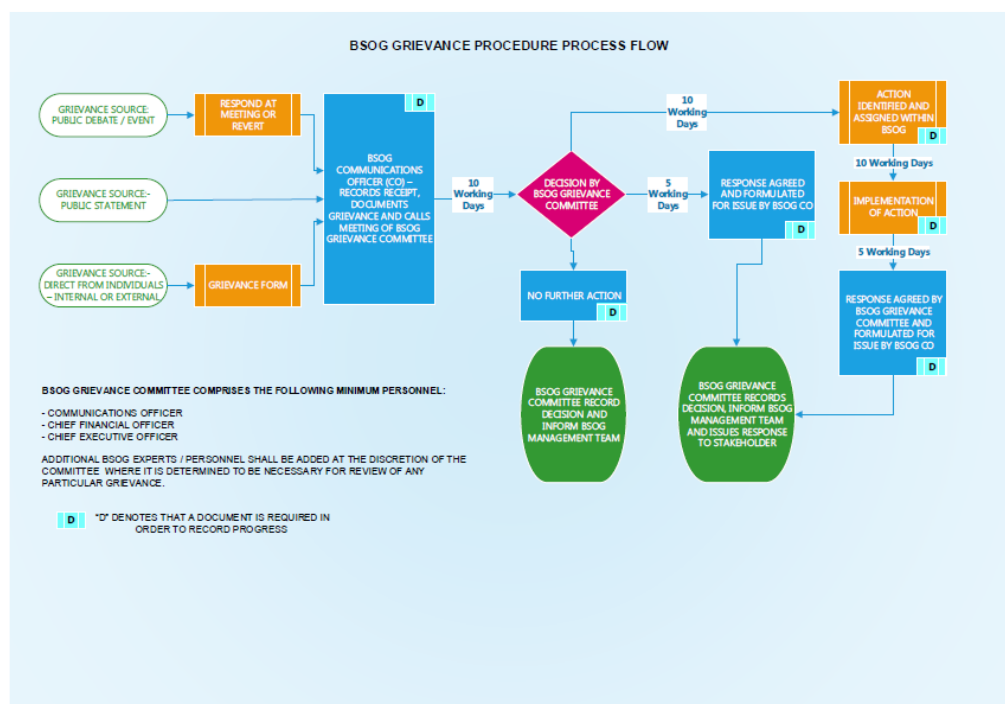 BSOG GRIEVANCE PROCEDURE PROCESS FLOW
GRIEVANCE SOURCE:
PUBLIC DEBATE / EVENT
RESPOND AT
MEETING OR
REVERT
GRIEVANCE SOURCE:-
PUBLIC STATEMENT
GRIEVANCE SOURCE:-
DIRECT FROM INDIVIDUALS
– INTERNAL OR EXTERNAL
GRIEVANCE FORM
D
BSOG
COMMUNICATIONS
OFFICER (CO) –
RECORDS RECEIPT,
DOCUMENTS
GRIEVANCE AND CALLS
MEETING OF BSOG
GRIEVANCE COMMITTEE
10
Working
Days
DECISION BY
BSOG GRIEVANCE
COMMITTEE
10
Working
Days
ACTION
IDENTIFIED AND
ASSIGNED WITHIN
BSOG
D
10 Working Days
IMPLEMENTATION
OF ACTION
D
5 Working Days
RESPONSE AGREED BY
BSOG GRIEVANCE
COMMITTEE AND
FORMULATED FOR
ISSUE BY BSOG CO
D
5
Working
Days
RESPONSE AGREED
AND FORMULATED
FOR ISSUE BY BSOG CO
D
NO FURTHER ACTION
D
BSOG GRIEVANCE
COMMITTEE RECORD
DECISION AND
INFORM BSOG
MANAGEMENT TEAM
BSOG GRIEVANCE
COMMITTEE RECORDS
DECISION, INFORM BSOG
MANAGEMENT TEAM
AND ISSUES RESPONSE
TO STAKEHOLDER
BSOG GRIEVANCE COMMITTEE COMPRISES THE FOLLOWING MINIMUM PERSONNEL:
- COMMUNICATIONS OFFICER
- CHIEF FINANCIAL OFFICER
- CHIEF EXECUTIVE OFFICER
ADDITIONAL BSOG EXPERTS / PERSONNEL SHALL BE ADDED AT THE DISCRETION OF THE
COMMITTEE WHERE IT IS DETERMINED TO BE NECESSARY FOR REVIEW OF ANY
PARTICULAR GRIEVANCE.
D
"D" DENOTES THAT A DOCUMENT IS REQUIRED IN
ORDER TO RECORD PROGRESS